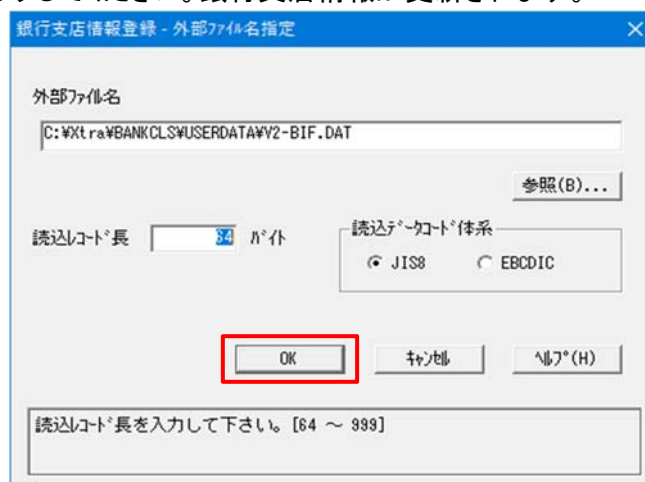 銀行支店情報登録 - 外部ﾌｧｲﾙ名指定
外部ﾌｧｲﾙ名
C:¥Xtra¥BANKCLS¥USERDATA¥V2-BIF.DAT
参照(B)...
読込ﾚｺｰﾄﾞ長 64 ﾊﾞｲﾄ
読込ﾃﾞｰﾀｺｰﾄﾞ体系
JIS8 EBCDIC
OK ｷｬﾝｾﾙ ﾍﾙﾌﾟ(H)
読込ﾚｺｰﾄﾞ長を入力して下さい。[64 ～ 999]